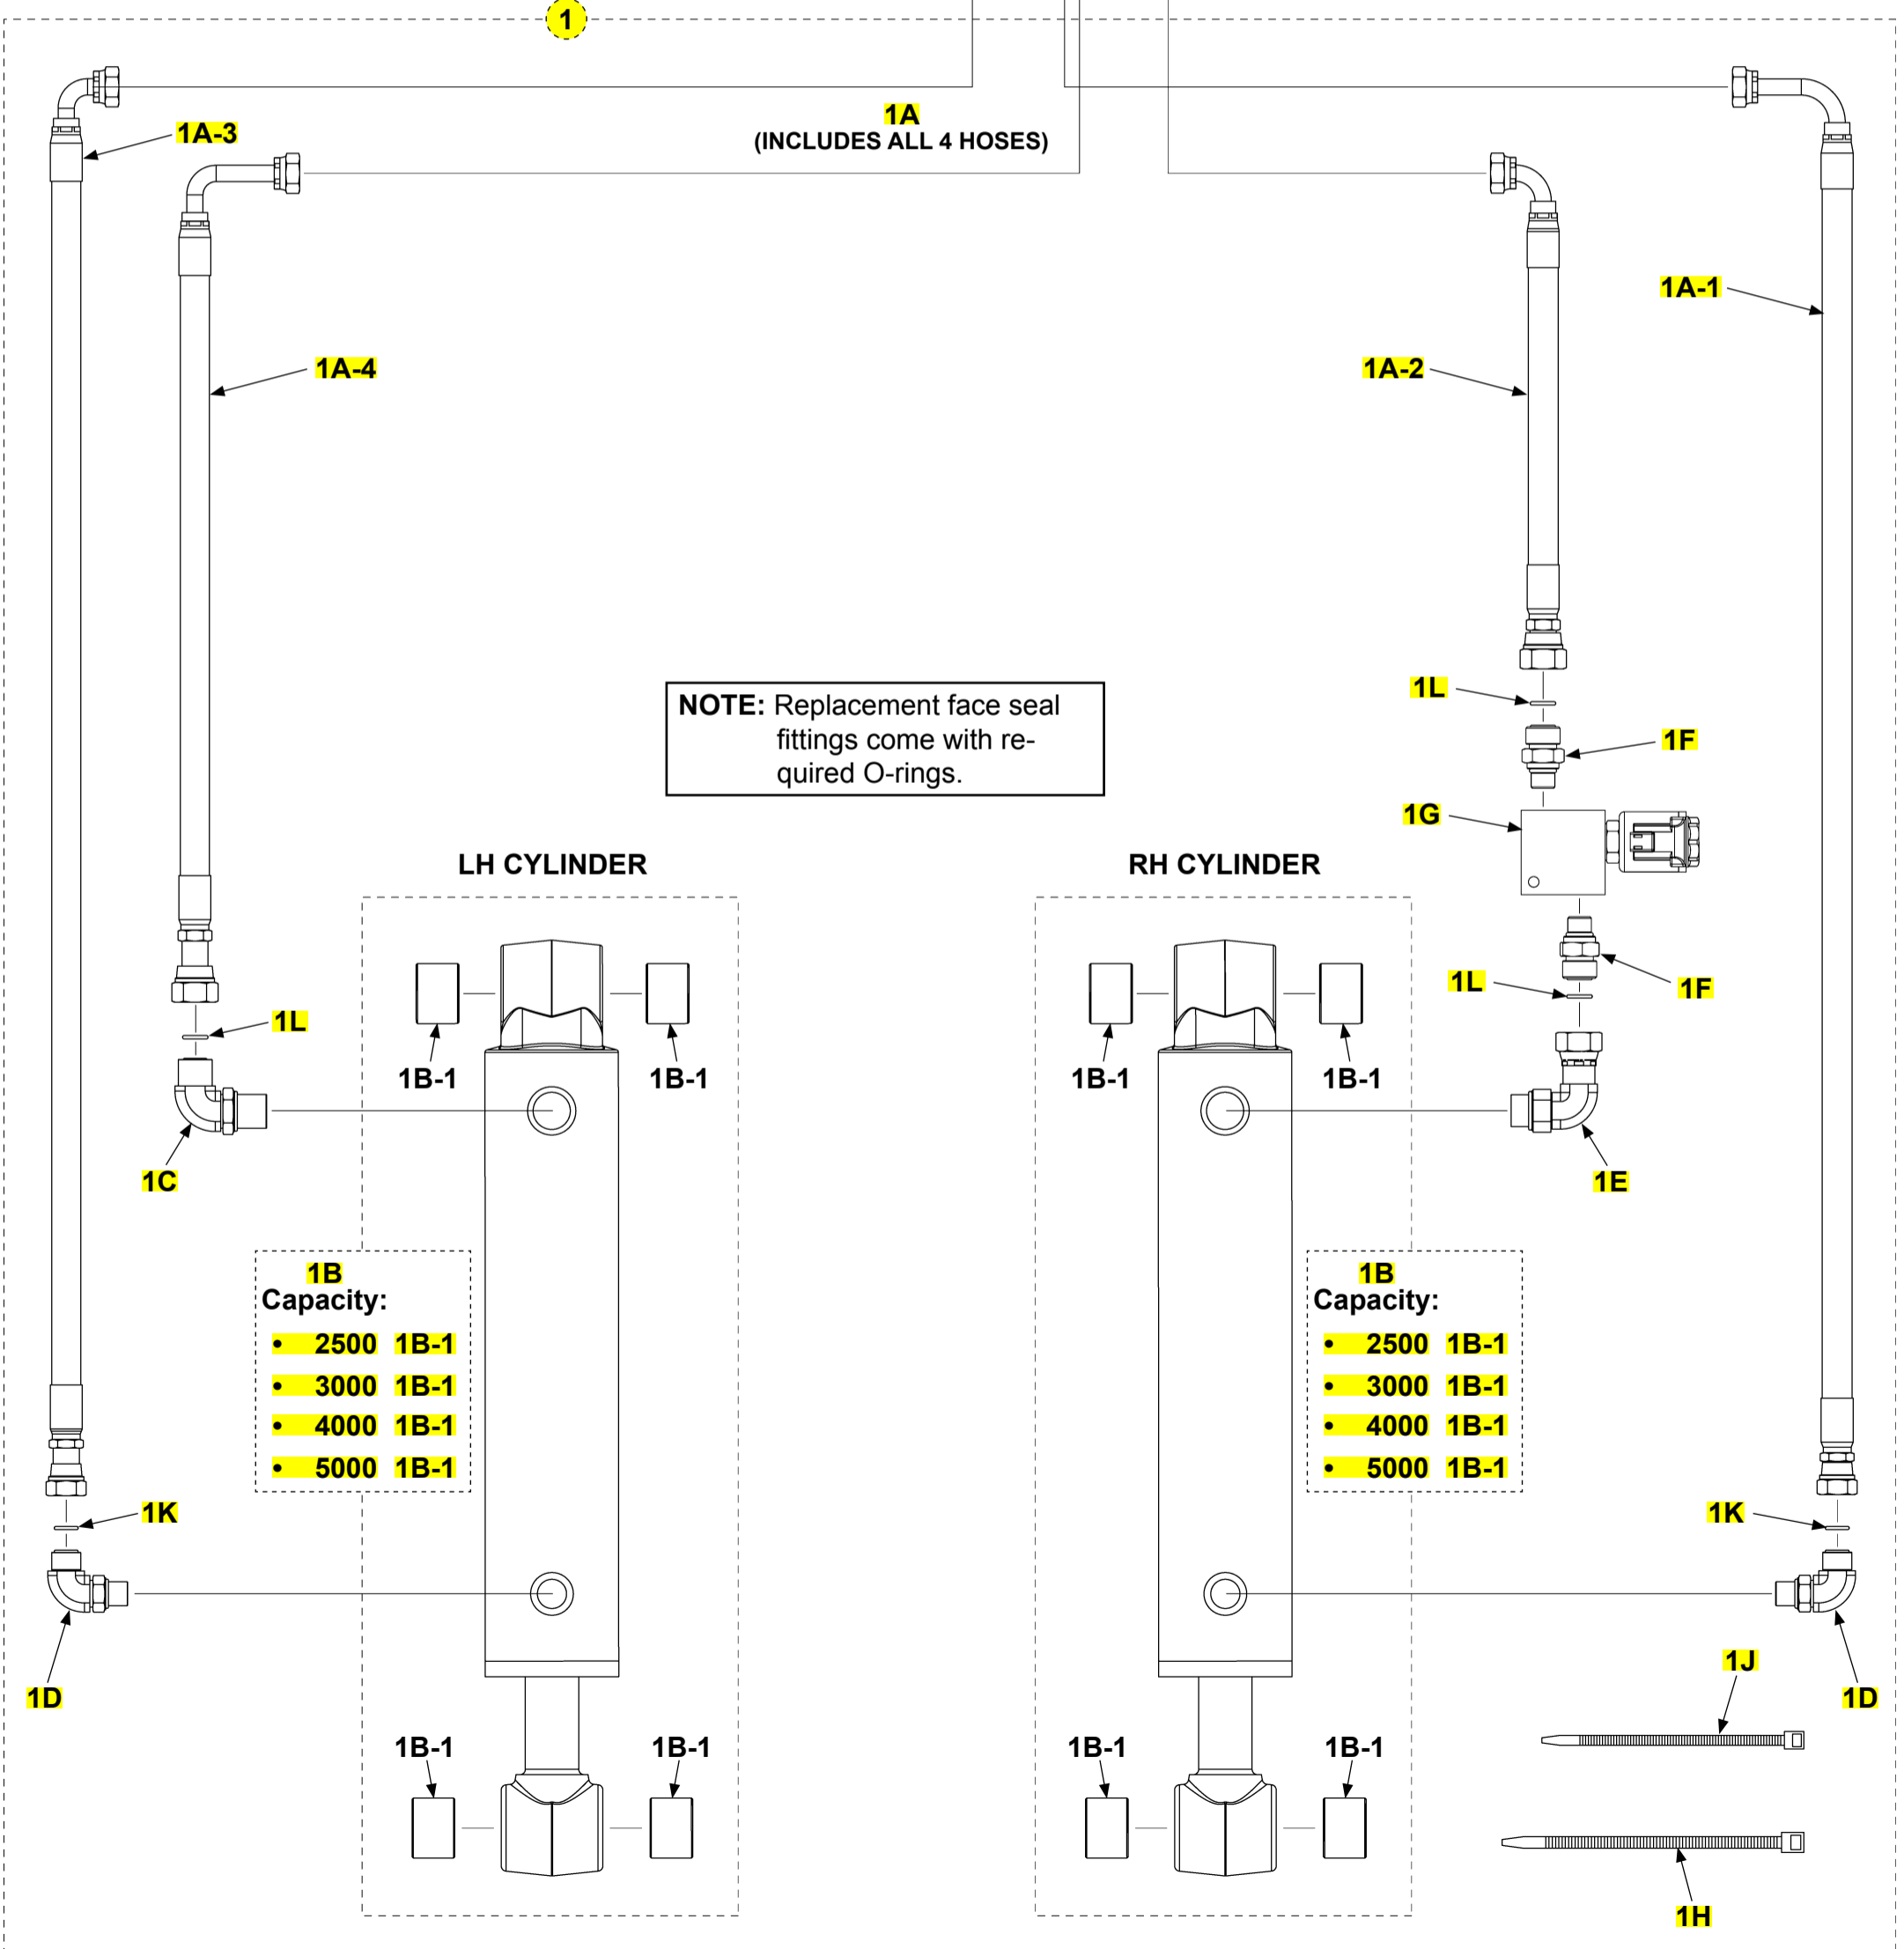 1
1A
(INCLUDES ALL 4 HOSES)
1A-3
1A-1
1A-4
1A-2
NOTE: Replacement face seal
fittings come with re-
quired O-rings.
1L
1F
1G
LH CYLINDER
RH CYLINDER
1L
1F
1L
1B-1
1B-1
1B-1
1B-1
1C
1E
1B
Capacity:
• 2500 1B-1
• 3000 1B-1
• 4000 1B-1
• 5000 1B-1
1B
Capacity:
• 2500 1B-1
• 3000 1B-1
• 4000 1B-1
• 5000 1B-1
1K
1K
1D
1J
1D
1B-1
1B-1
1B-1
1B-1
1H